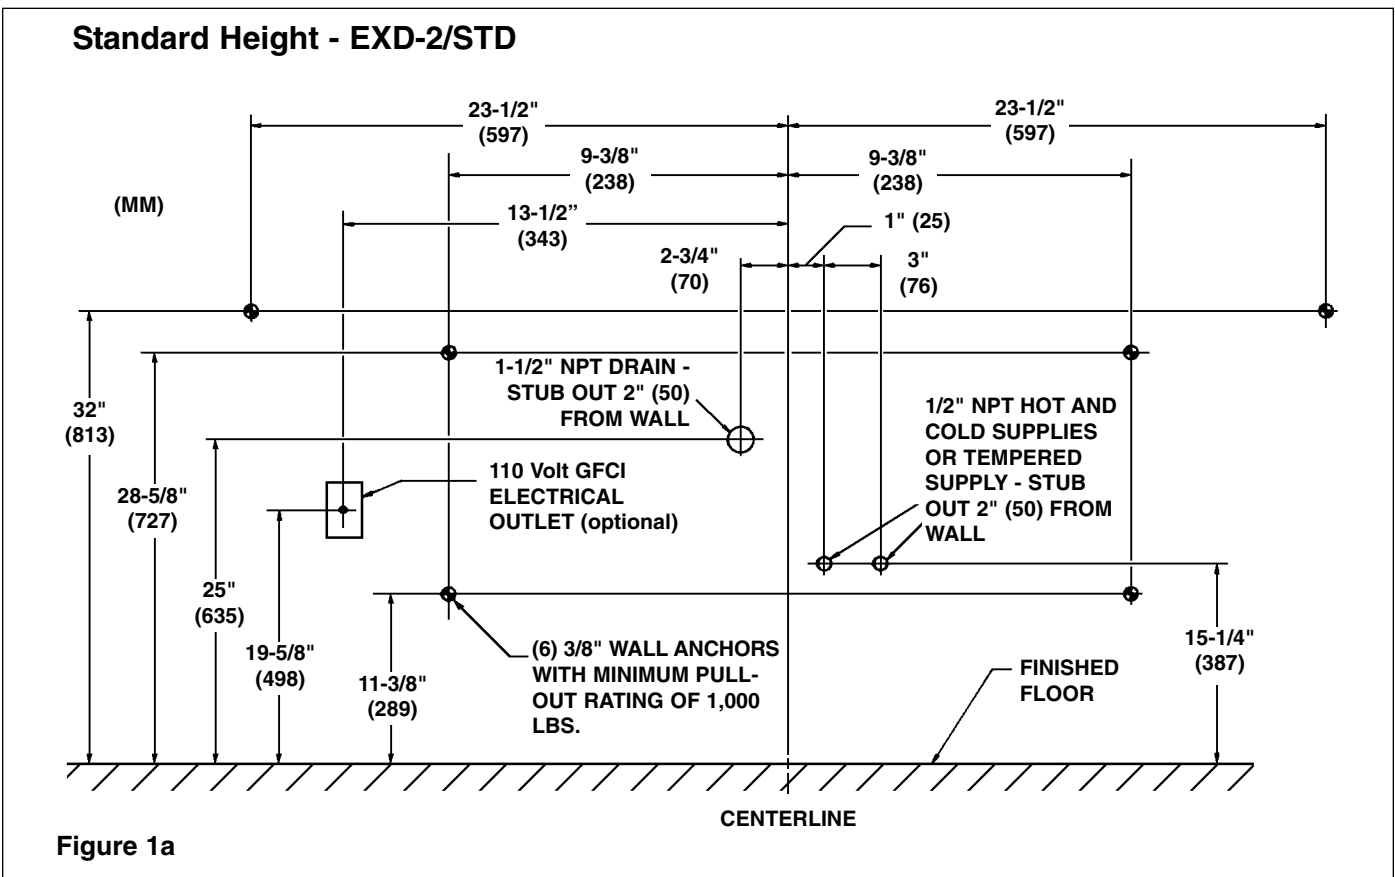 Standard Height - EXD-2/STD
23-1/2"
(597)
23-1/2"
(597)
9-3/8"
(238)
9-3/8"
(238)
(MM)
13-1/2”
(343)
1" (25)
2-3/4"
(70)
3"
(76)
1-1/2" NPT DRAIN -
STUB OUT 2" (50)
FROM WALL
32"
(813)
1/2" NPT HOT AND
COLD SUPPLIES
OR TEMPERED
SUPPLY - STUB
OUT 2" (50) FROM
WALL
110 Volt GFCI
ELECTRICAL
OUTLET (optional)
28-5/8"
(727)
25"
(635)
19-5/8"
(498)
11-3/8"
(289)
(6) 3/8" WALL ANCHORS
WITH MINIMUM PULL-
OUT RATING OF 1,000
LBS.
15-1/4"
(387)
FINISHED
FLOOR
CENTERLINE
Figure 1a